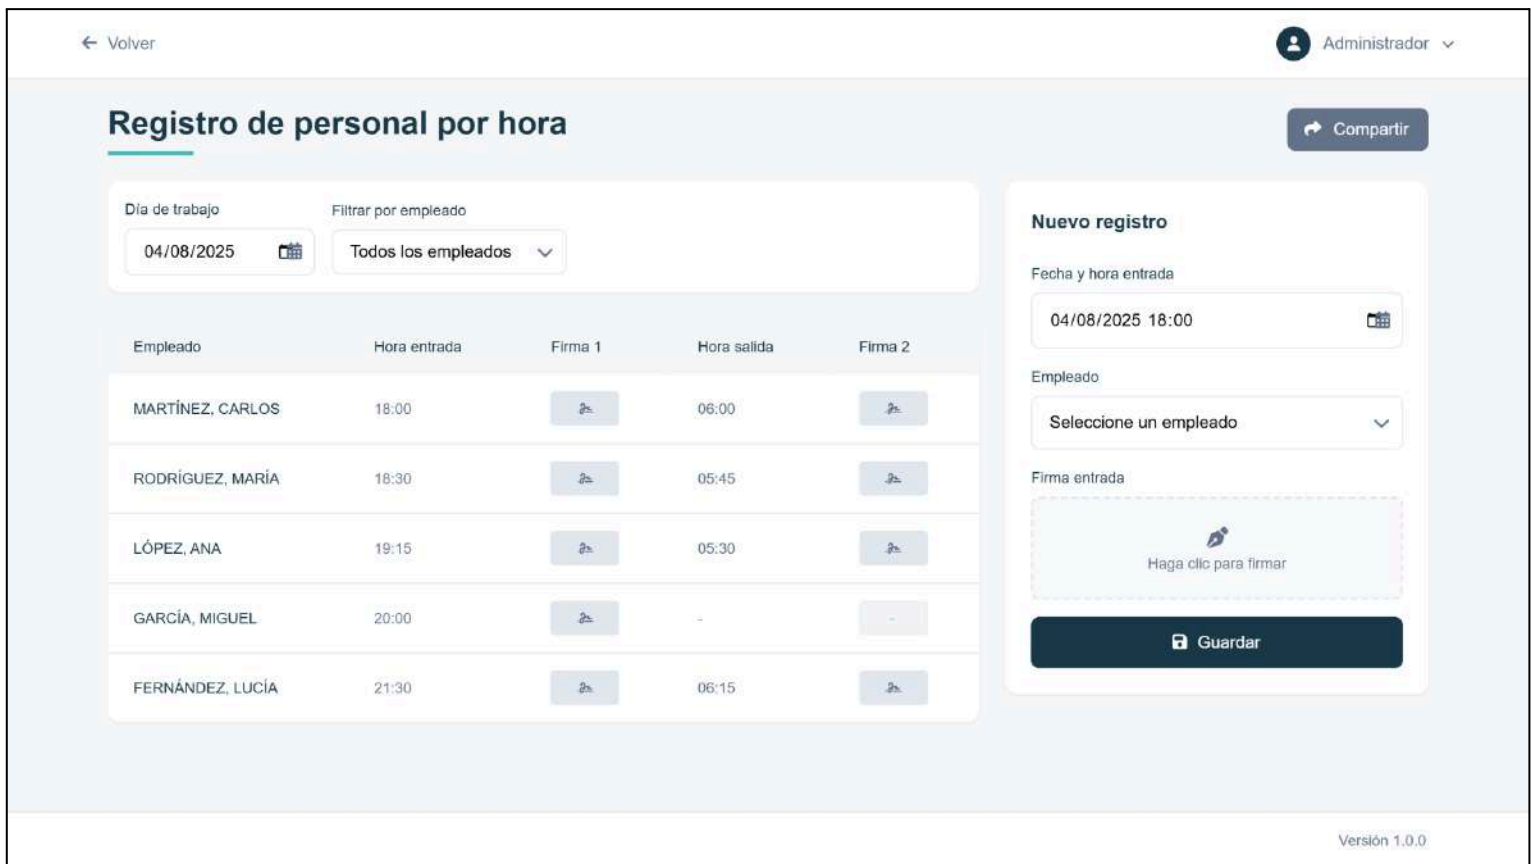 Volver
Administrador
Registro de personal por hora
Compartir
Día de trabajo
Filtrar por empleado
04/08/2025
Todos los empleados
Empleado Hora entrada Firma 1 Hora salida Firma 2
MARTÍNEZ, CARLOS 18:00 06:00
RODRÍGUEZ, MARÍA 18:30 05:45
LÓPEZ, ANA 19:15 05:30
GARCÍA, MIGUEL 20:00 - -
FERNÁNDEZ, LUCÍA 21:30 06:15
Nuevo registro
Fecha y hora entrada
04/08/2025 18:00
Empleado
Seleccione un empleado
Firma entrada
Haga clic para firmar
Guardar
Versión 1.0.0